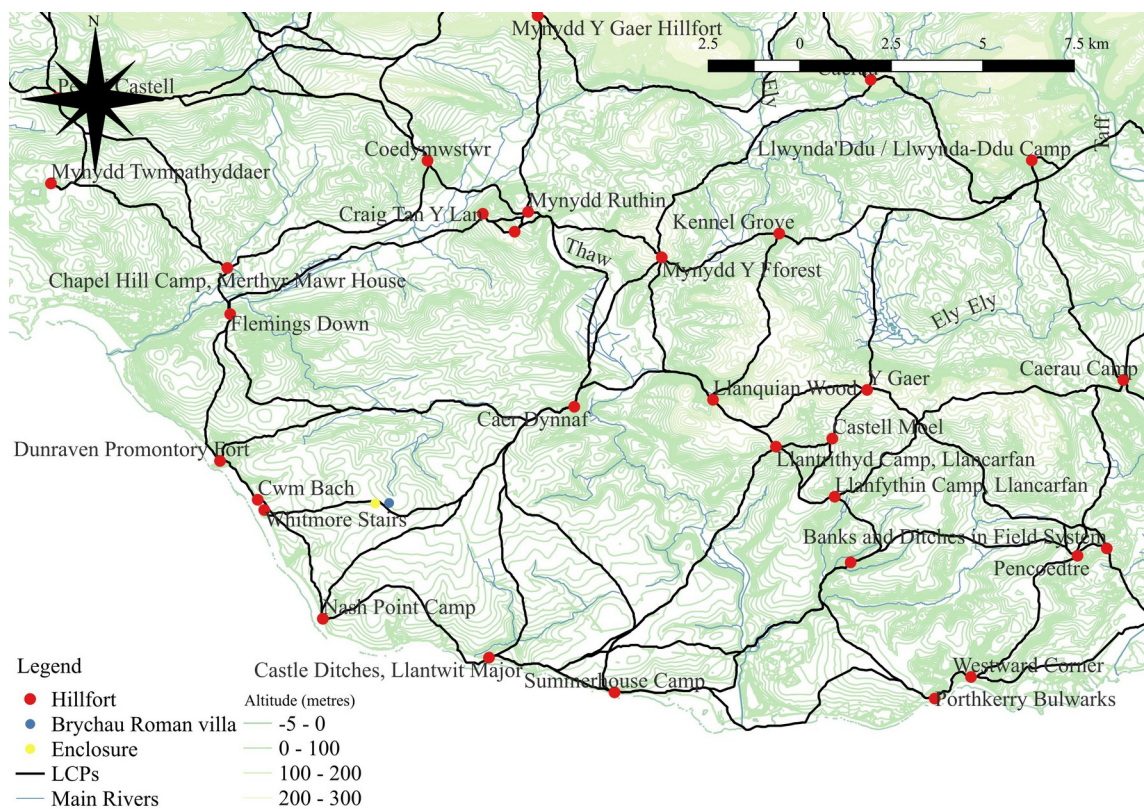 N
Mynydd Y Gaer Hillfort
2.5 0 2.5 5 7.5 km
Castell
Caerau
Ely
Taff
Coedymwstwr
Llwynda'Ddu / Llwynda-Ddu Camp
Mynydd Twmpathyddaer
Craig Tan Y Lan
Mynydd Ruthin
Kennel Grove
Thaw
Mynydd Y Fforest
Chapel Hill Camp, Merthyr Mawr House
Flemings Down
Ely Ely
Caerau Camp
Llanquian Wood
Y Gaer
Caer Dynnaf
Castell Moel
Dunraven Promontory Fort
Llantrithyd Camp, Llancarfan
Cwm Bach
Llanfythin Camp, Llancarfan
Whitmore Stairs
Banks and Ditches in Field System
Pencoedtre
Nash Point Camp
Castle Ditches, Llantwit Major
Summerhouse Camp
Westward Corner
Porthkerry Bulwarks
Legend
Hillfort
Brychau Roman villa
Enclosure
LCPs
Main Rivers
Altitude (metres)
-5 - 0
0 - 100
100 - 200
200 - 300